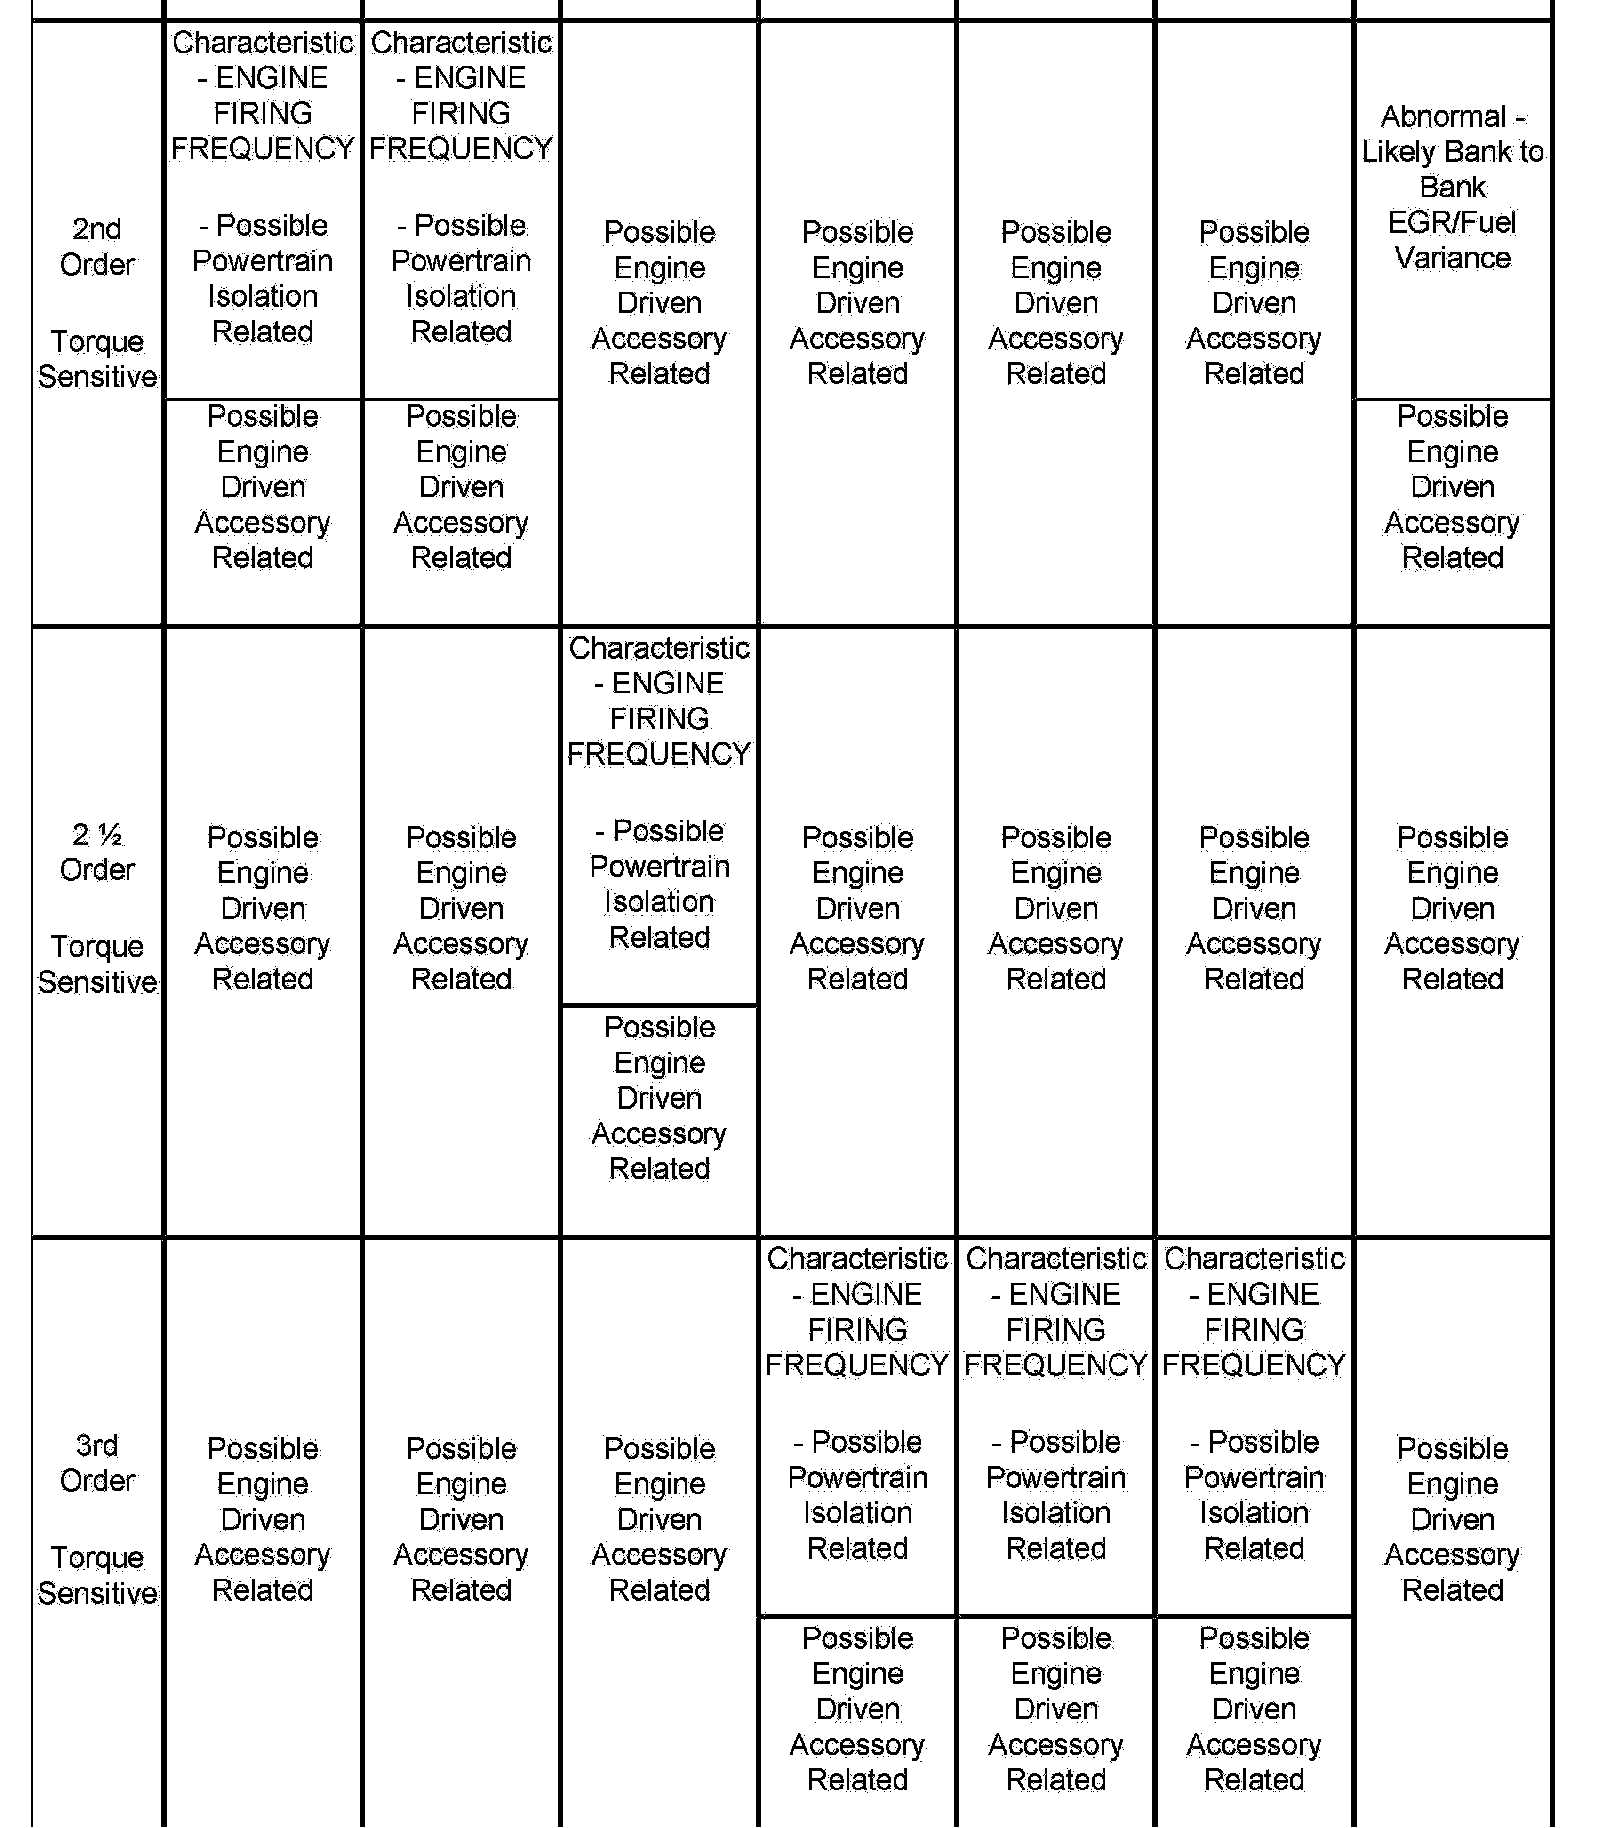 2nd
Order
Torque
Sensitive
Characteristic
- ENGINE
FIRING
FREQUENCY
- Possible
Powertrain
Isolation
Related
Possible
Engine
Driven
Accessory
Related
Characteristic
- ENGINE
FIRING
FREQUENCY
- Possible
Powertrain
Isolation
Related
Possible
Engine
Driven
Accessory
Related
Possible
Engine
Driven
Accessory
Related
Possible
Engine
Driven
Accessory
Related
Possible
Engine
Driven
Accessory
Related
Possible
Engine
Driven
Accessory
Related
Abnormal -
Likely Bank to
Bank
EGR/Fuel
Variance
Possible
Engine
Driven
Accessory
Related
2 ½
Order
Torque
Sensitive
Possible
Engine
Driven
Accessory
Related
Possible
Engine
Driven
Accessory
Related
Characteristic
- ENGINE
FIRING
FREQUENCY
- Possible
Powertrain
Isolation
Related
Possible
Engine
Driven
Accessory
Related
Possible
Engine
Driven
Accessory
Related
Possible
Engine
Driven
Accessory
Related
Possible
Engine
Driven
Accessory
Related
Possible
Engine
Driven
Accessory
Related
3rd
Order
Torque
Sensitive
Possible
Engine
Driven
Accessory
Related
Possible
Engine
Driven
Accessory
Related
Possible
Engine
Driven
Accessory
Related
Characteristic
- ENGINE
FIRING
FREQUENCY
- Possible
Powertrain
Isolation
Related
Possible
Engine
Driven
Accessory
Related
Characteristic
- ENGINE
FIRING
FREQUENCY
- Possible
Powertrain
Isolation
Related
Possible
Engine
Driven
Accessory
Related
Characteristic
- ENGINE
FIRING
FREQUENCY
- Possible
Powertrain
Isolation
Related
Possible
Engine
Driven
Accessory
Related
Possible
Engine
Driven
Accessory
Related